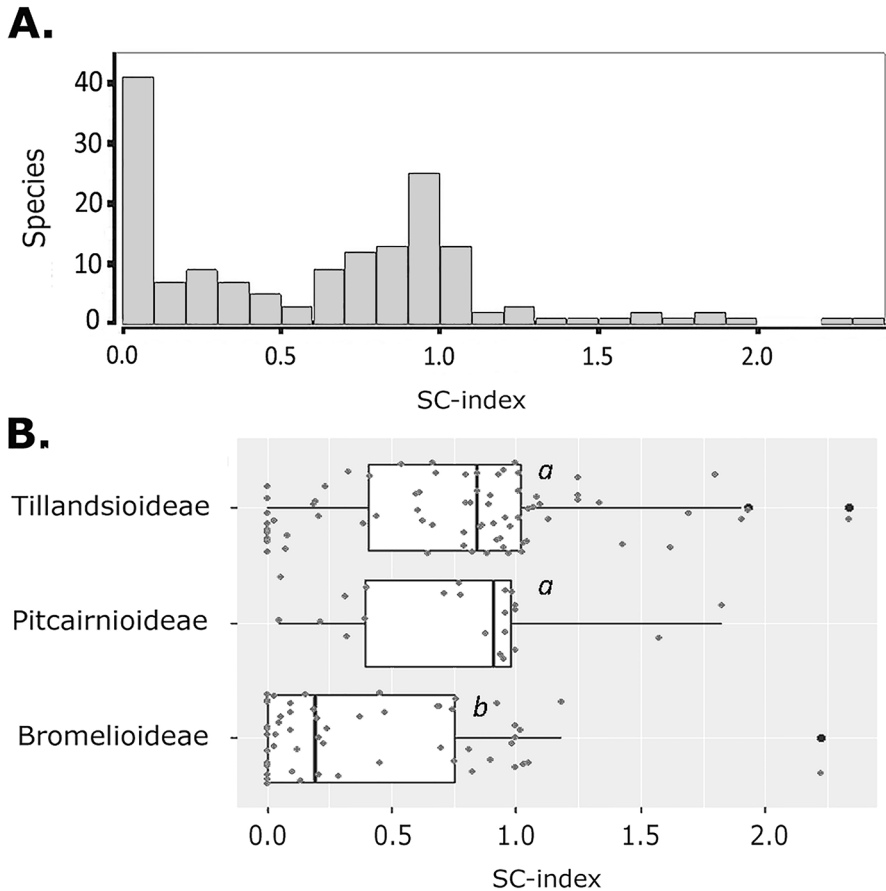 A.
Species
40
30
20
10
0
0.0 0.5 1.0 1.5 2.0
SC-index
B.
Tillandsioideae
a
Pitcairnioideae
a
Bromelioideae
b
0.0 0.5 1.0 1.5 2.0
SC-index